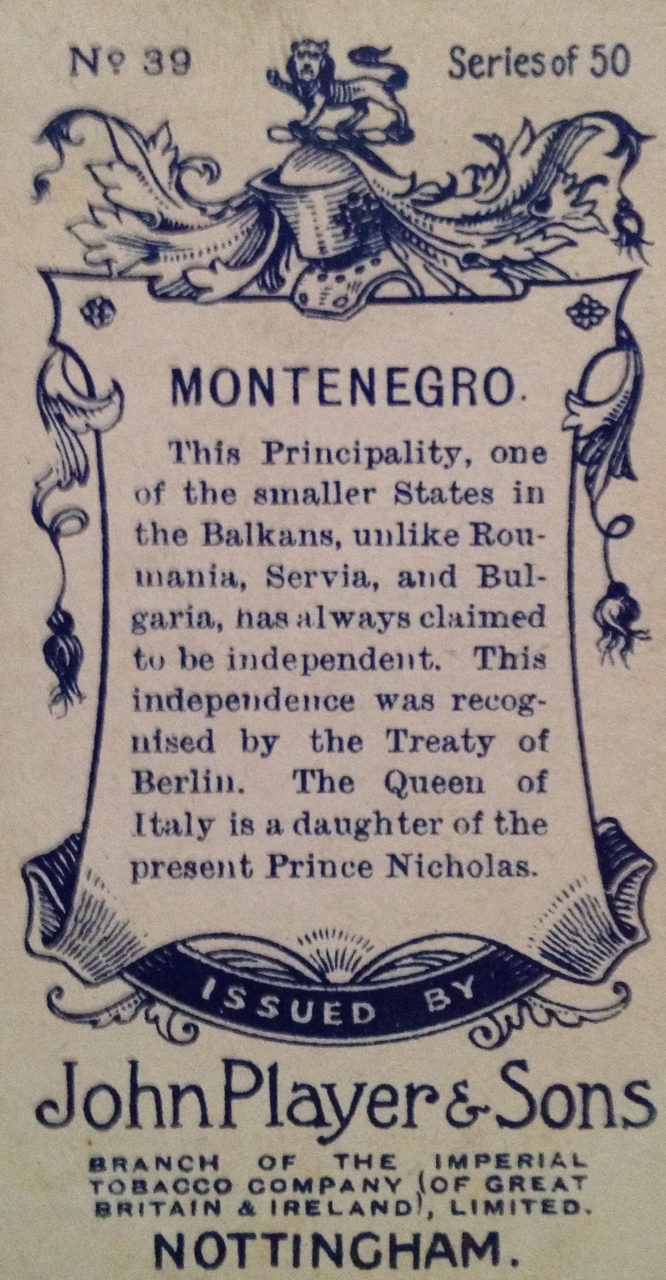 Nº 39 Series of 50
MONTENEGRO.
This Principality, one
of the smaller States in
the Balkans, unlike Rou-
mania, Servia, and Bul-
garia, has always claimed
to be independent. This
independence was recog-
nised by the Treaty of
Berlin. The Queen of
Italy is a daughter of the
present Prince Nicholas.
ISSUED BY
John Player & Sons
BRANCH OF THE IMPERIAL
TOBACCO COMPANY (OF GREAT
BRITAIN & IRELAND), LIMITED.
NOTTINGHAM.